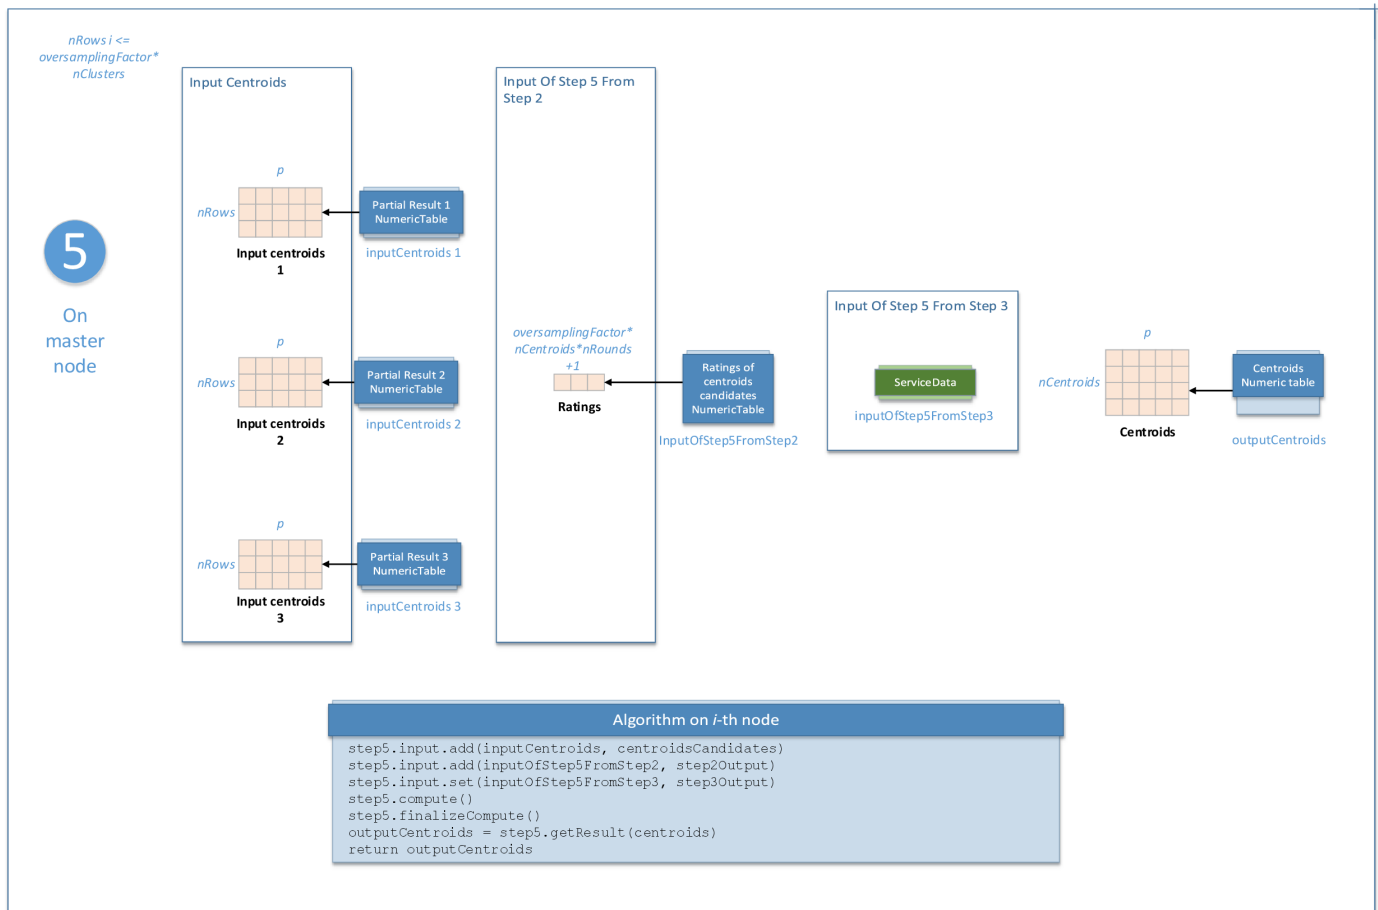 nRows i <=
oversamplingFactor*
nClusters
5
On
master
node
Input Centroids
p
nRows
Input centroids
1
Partial Result 1
NumericTable
inputCentroids 1
p
nRows
Input centroids
2
Partial Result 2
NumericTable
inputCentroids 2
p
nRows
Input centroids
3
Partial Result 3
NumericTable
inputCentroids 3
Input Of Step 5 From
Step 2
oversamplingFactor*
nCentroids*nRounds
+1
Ratings
Ratings of
centroids
candidates
NumericTable
InputOfStep5FromStep2
Input Of Step 5 From Step 3
ServiceData
inputOfStep5FromStep3
p
nCentroids
Centroids
Centroids
Numeric table
outputCentroids
Algorithm on i-th node
step5.input.add(inputCentroids, centroidsCandidates)
step5.input.add(inputOfStep5FromStep2, step2Output)
step5.input.set(inputOfStep5FromStep3, step3Output)
step5.compute()
step5.finalizeCompute()
outputCentroids = step5.getResult(centroids)
return outputCentroids